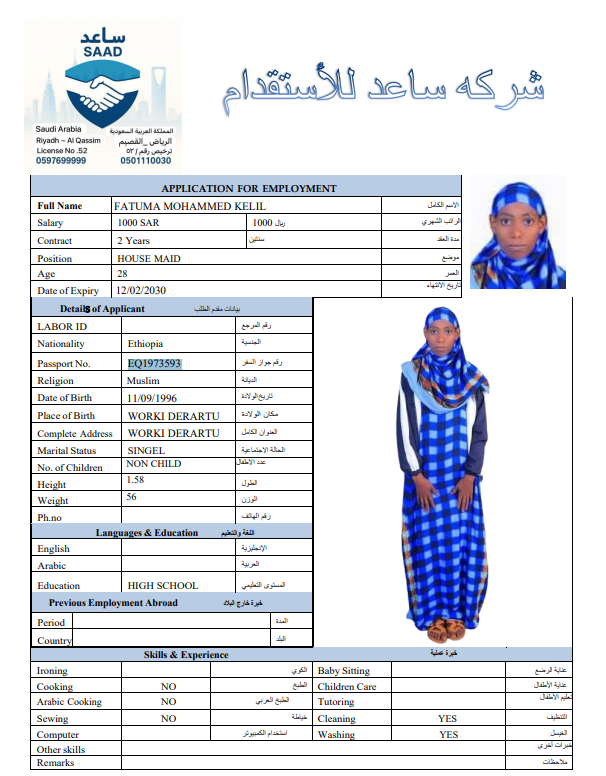 ساعد
SAAD
Saudi Arabia
المملكة العربية السعودية
Riyadh ~ Al Qassim
الرياض _القصيم
License No .52
ترخيص رقم/ ٥٢
0597699999
0501110030
شركه ساعد للأستقدام
APPLICATION FOR EMPLOYMENT
Full Name FATUMA MOHAMMED KELIL الاسم الكامل
Salary 1000 SAR 1000 ريال الراتب الشهري
Contract 2 Years سنتين مدة العقد
Position HOUSE MAID موضع
Age 28 العمر
Date of Expiry 12/02/2030 تاريخ الانتهاء
Details of Applicant بيانات مقدم الطلب
LABOR ID رقم المرجع
Nationality Ethiopia الجنسية
Passport No. EQ1973593 رقم جواز السفر
Religion Muslim الديانة
Date of Birth 11/09/1996 تاريخ الولادة
Place of Birth WORKI DERARTU مكان الولادة
Complete Address WORKI DERARTU العنوان الكامل
Marital Status SINGEL الحالة الاجتماعية
No. of Children NON CHILD عدد الاطفال
Height 1.58 الطول
Weight 56 الوزن
Ph.no رقم الهاتف
Languages & Education اللغة والتعليم
English الإنجليزية
Arabic العربية
Education HIGH SCHOOL المستوى التعليمي
Previous Employment Abroad خبرة خارج البلاد
Period المدة
Country البلد
Skills & Experience خبرة عملية
Ironing الكوي Baby Sitting عناية الرضع
Cooking NO الطبخ Children Care عناية الأطفال
Arabic Cooking NO الطبخ العربي Tutoring تعليم الأطفال
Sewing NO خياطة Cleaning YES التنظيف
Computer استخدام الكمبيوتر Washing YES الغيسل
Other skills خبرات أخرى
Remarks ملاحظات